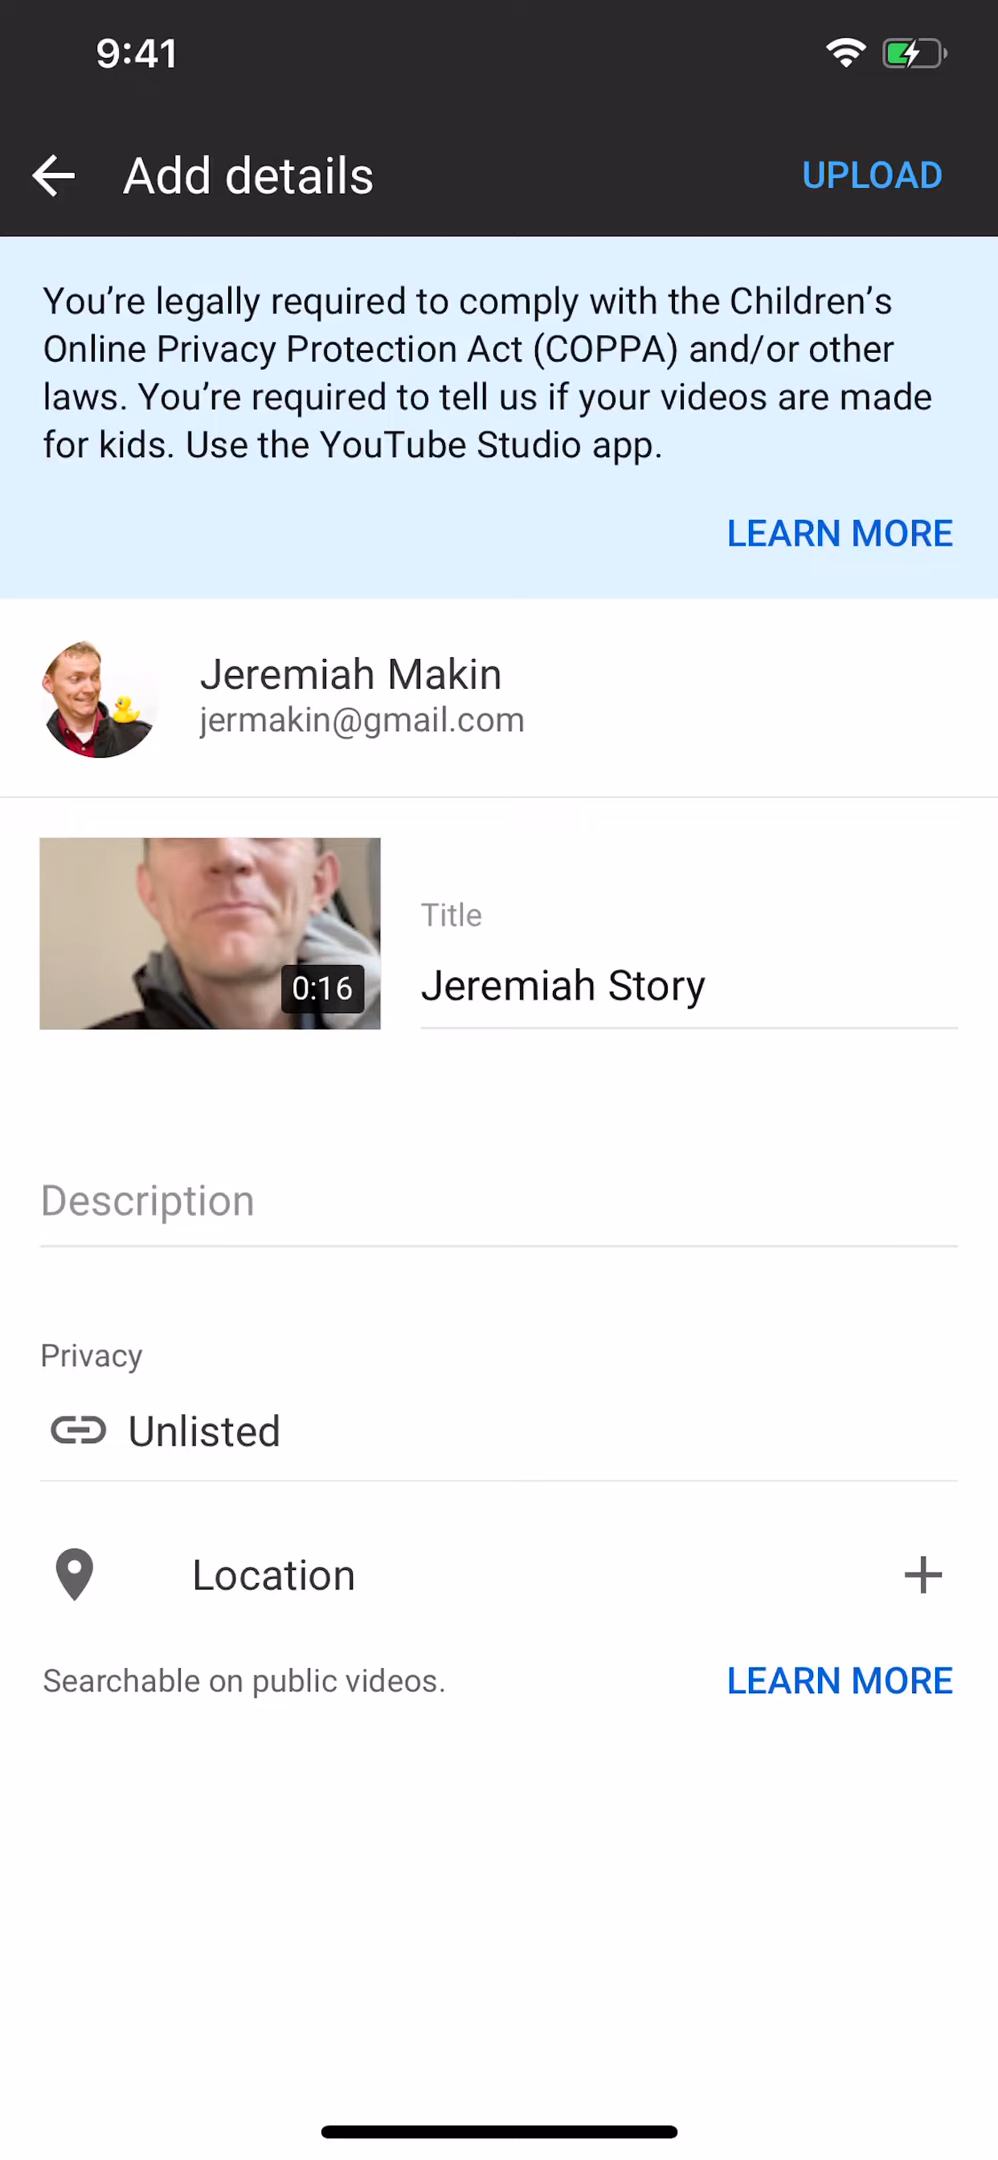 9:41
Add details
UPLOAD
You’re legally required to comply with the Children’s
Online Privacy Protection Act (COPPA) and/or other
laws. You’re required to tell us if your videos are made
for kids. Use the YouTube Studio app.
LEARN MORE
Jeremiah Makin
jermakin@gmail.com
0:16
Title
Jeremiah Story
Description
Privacy
Unlisted
Location
Searchable on public videos.
LEARN MORE